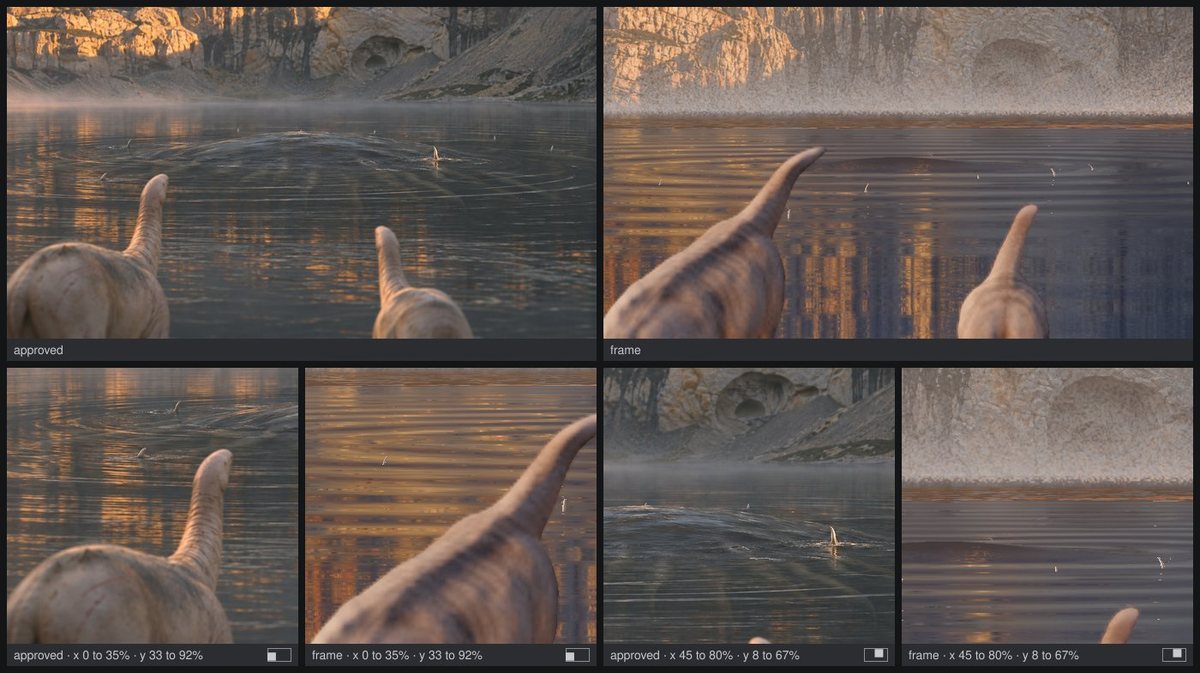 approved
frame
approved · x 0 to 35% · y 33 to 92%
frame · x 0 to 35% · y 33 to 92%
approved · x 45 to 80% · y 8 to 67%
frame · x 45 to 80% · y 8 to 67%